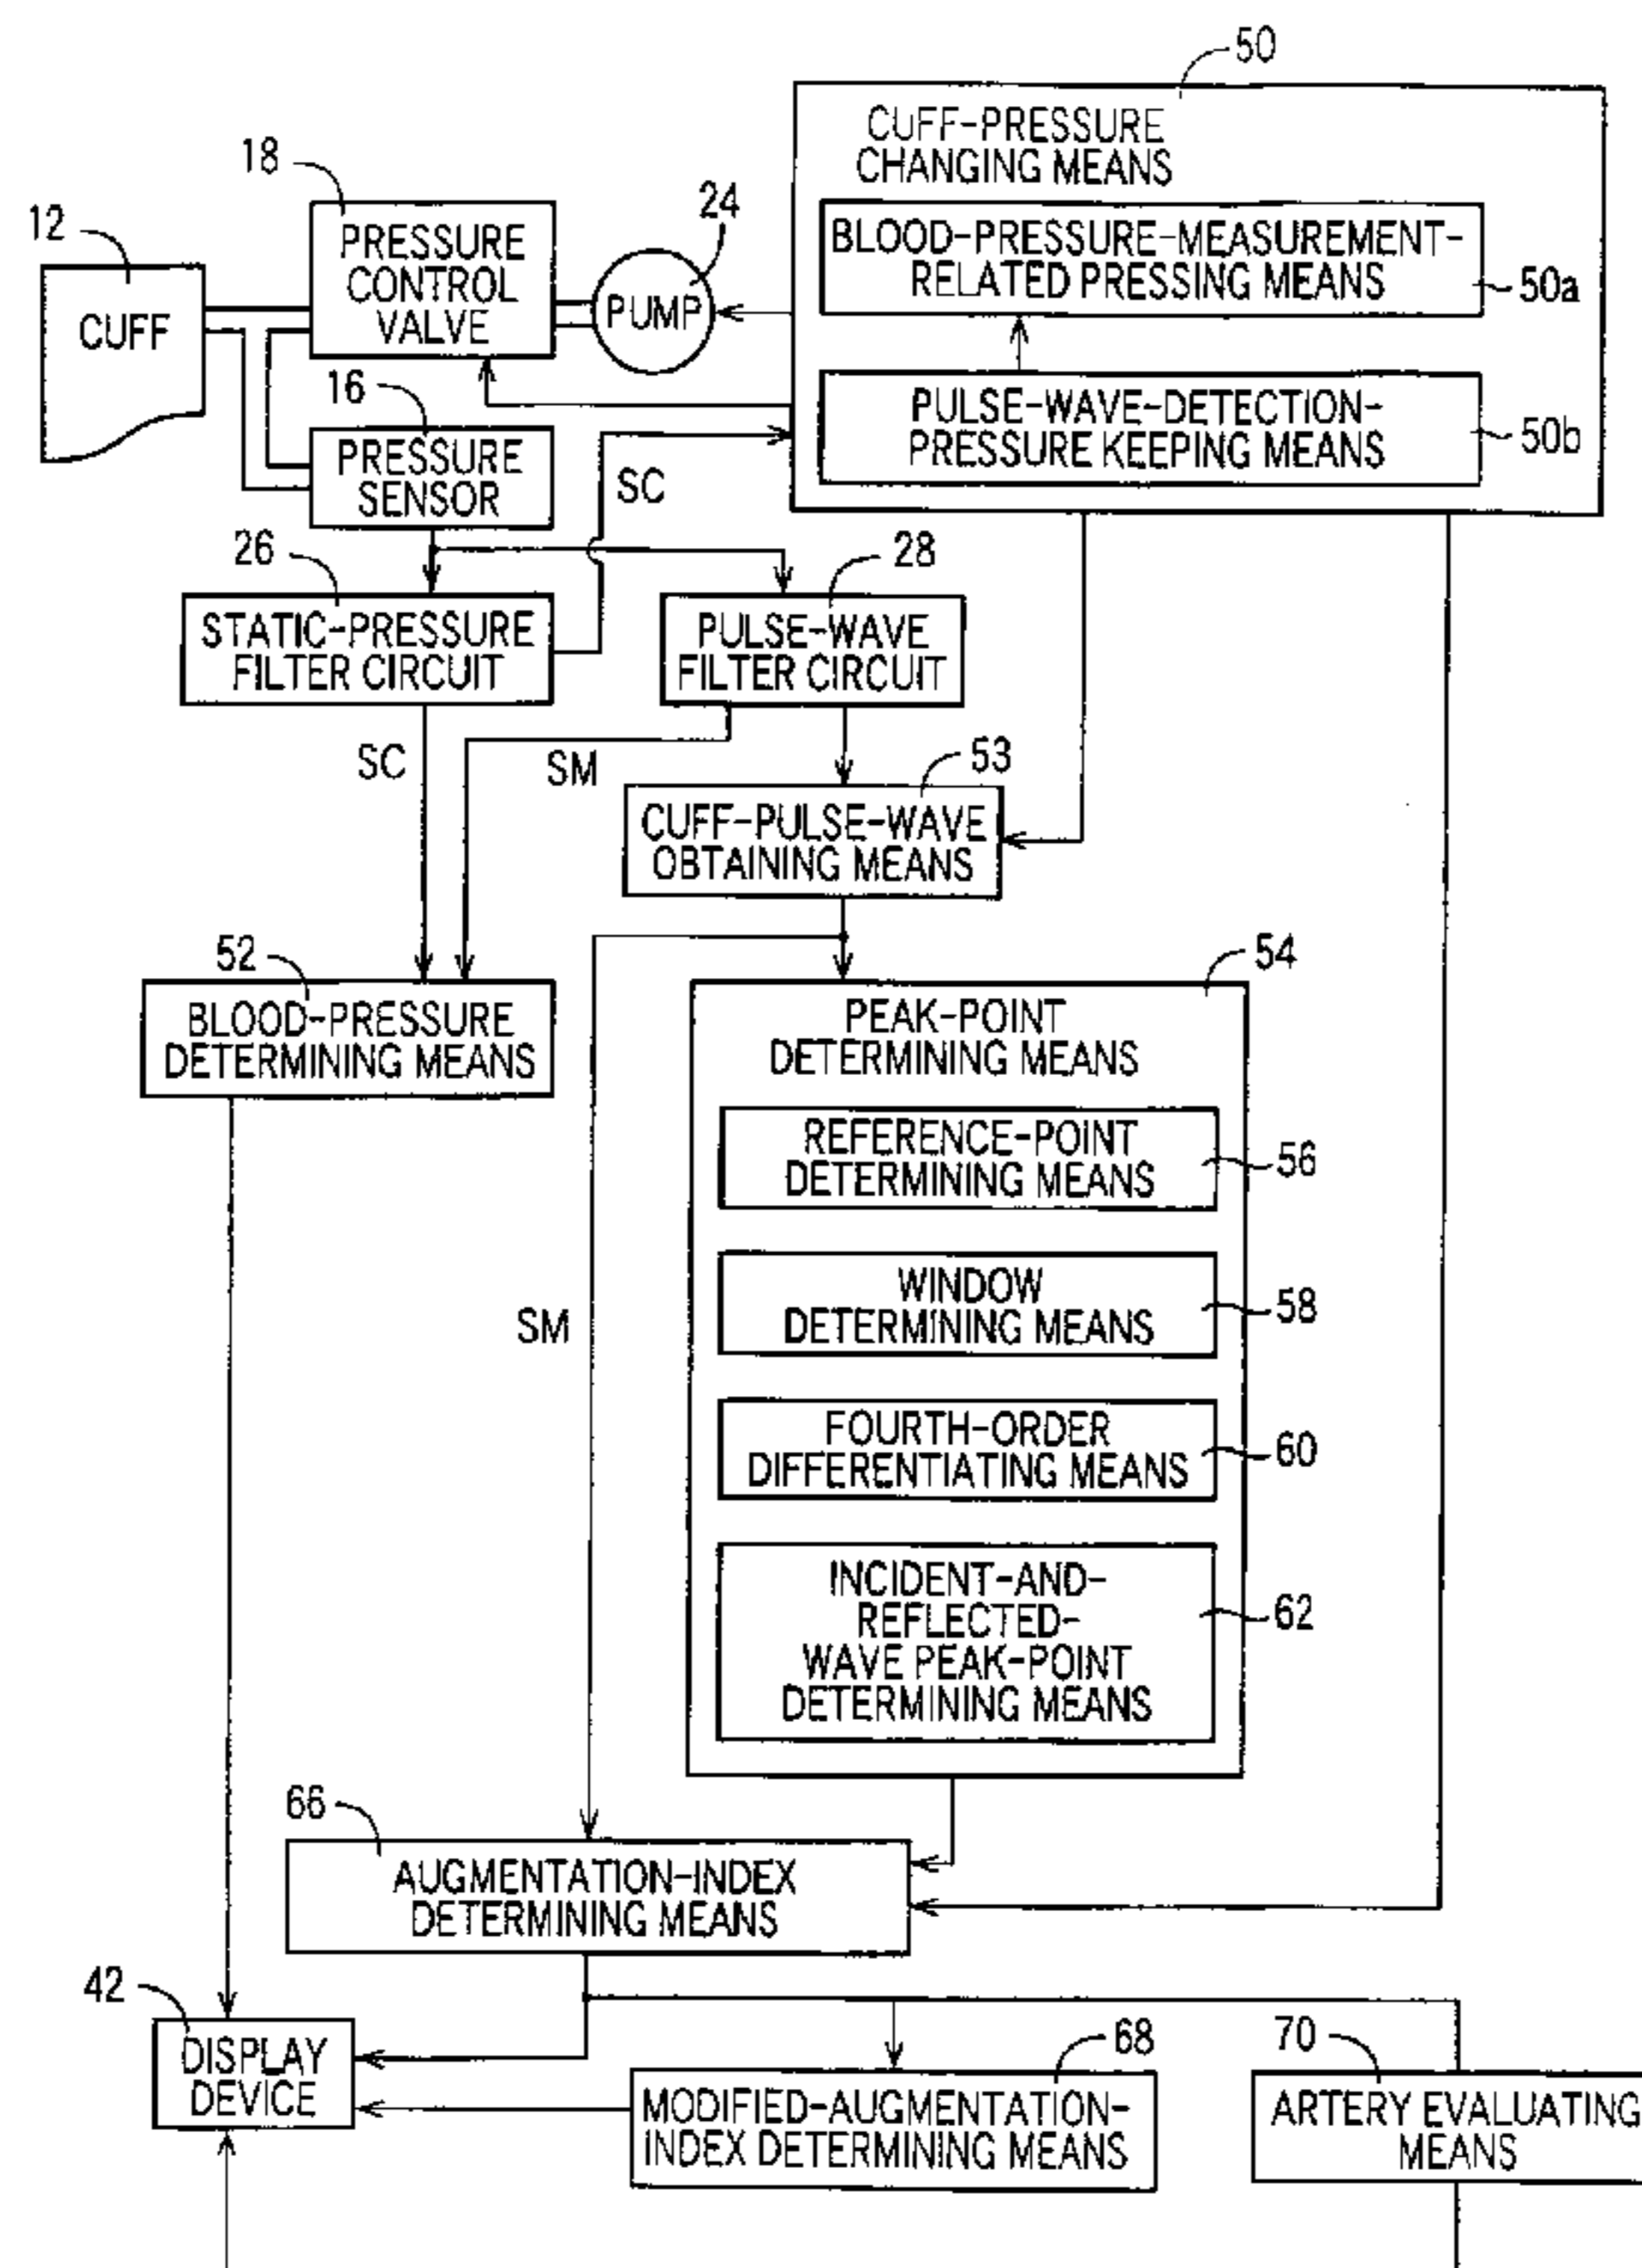 50
CUFF-PRESSURE
CHANGING MEANS
18
24
12
PRESSURE
CONTROL
VALVE
BLOOD-PRESSURE-MEASUREMENT-
RELATED PRESSING MEANS
50a
CUFF
PUMP
16
PULSE-WAVE-DETECTION-
PRESSURE KEEPING MEANS
50b
PRESSURE
SENSOR
SC
26
28
STATIC-PRESSURE
FILTER CIRCUIT
PULSE-WAVE
FILTER CIRCUIT
SC
SM
53
CUFF-PULSE-WAVE
OBTAINING MEANS
52
54
BLOOD-PRESSURE
DETERMINING MEANS
PEAK-POINT
DETERMINING MEANS
REFERENCE-POINT
DETERMINING MEANS
56
WINDOW
DETERMINING MEANS
58
SM
FOURTH-ORDER
DIFFERENTIATING MEANS
60
INCIDENT-AND-
REFLECTED-
WAVE PEAK-POINT
DETERMINING MEANS
62
66
AUGMENTATION-INDEX
DETERMINING MEANS
42
DISPLAY
DEVICE
68
MODIFIED-AUGMENTATION-
INDEX DETERMINING MEANS
70
ARTERY EVALUATING
MEANS